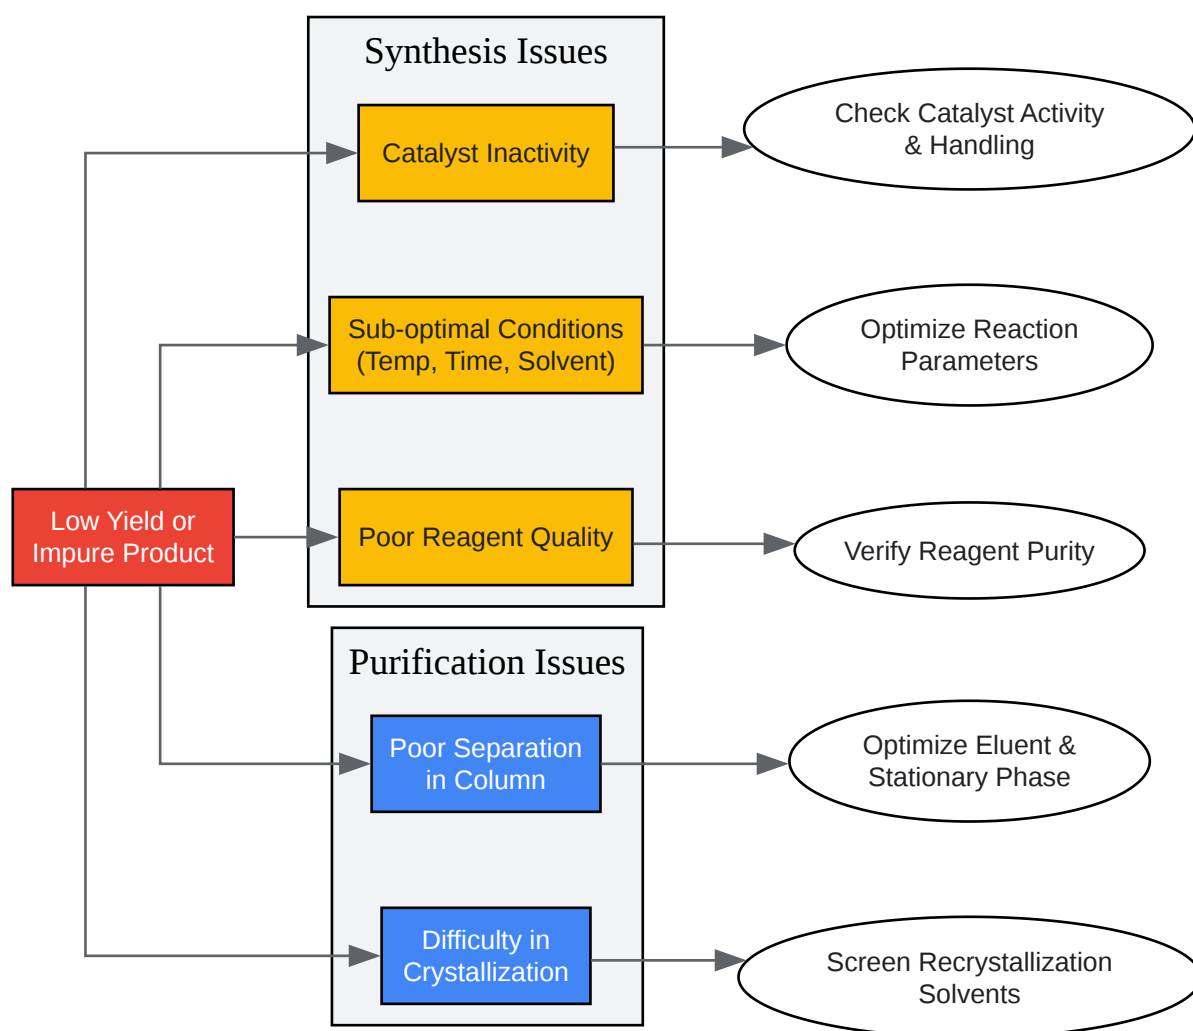 Synthesis Issues
Catalyst Inactivity
Check Catalyst Activity
& Handling
Sub-optimal Conditions
(Temp, Time, Solvent)
Optimize Reaction
Parameters
Low Yield or
Impure Product
Poor Reagent Quality
Verify Reagent Purity
Purification Issues
Poor Separation
in Column
Optimize Eluent &
Stationary Phase
Difficulty in
Crystallization
Screen Recrystallization
Solvents